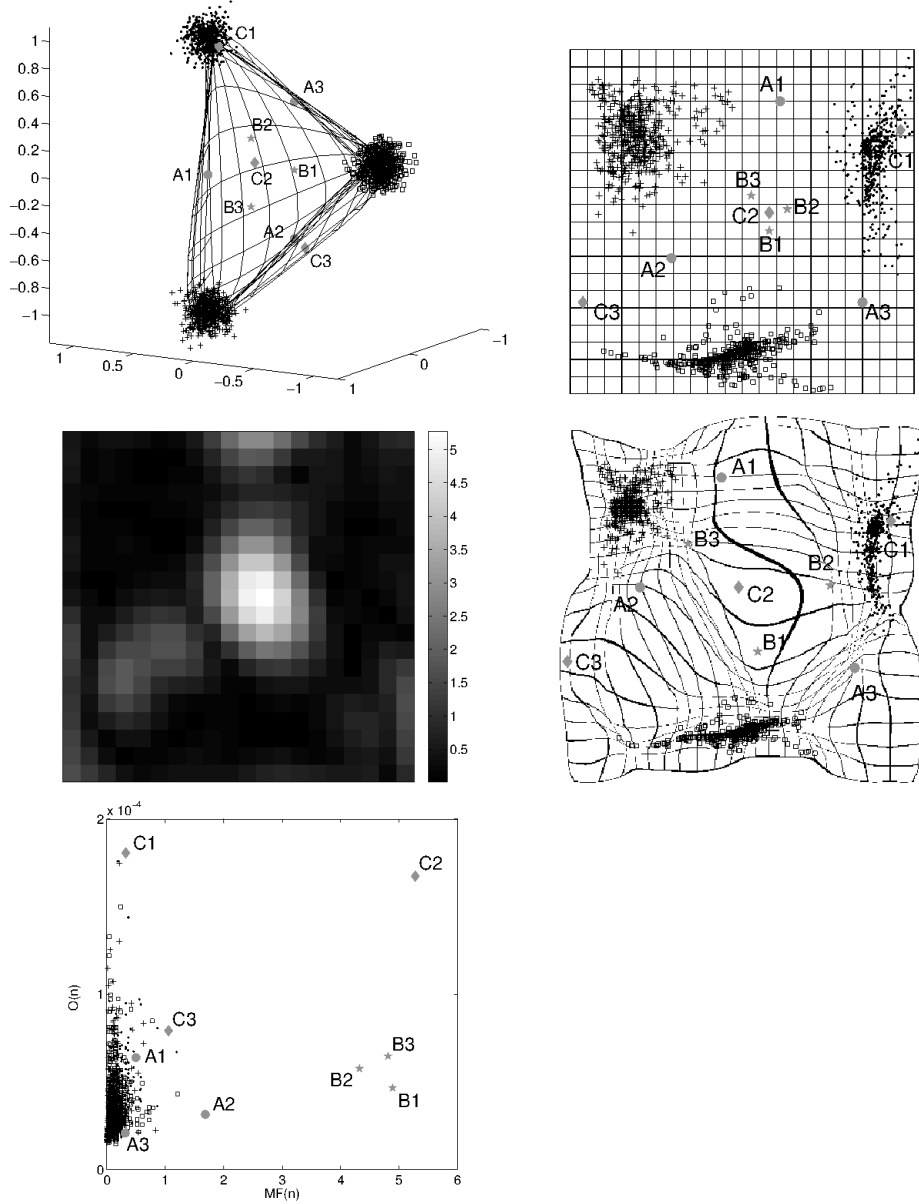 C1
1
0.8
A3
0.6
0.4
B2
0.2
A1
C2
B1
0
−0.2
B3
A2
−0.4
C3
−0.6
−0.8
−1
1
0.5
0
−0.5
−1
1
0
−1
A1
C1
B3
C2
B2
B1
A2
C3
A3
5
4.5
4
3.5
3
2.5
2
1.5
1
0.5
A1
B3
C1
B2
A2
C2
B1
C3
A3
x 10⁻⁴
2
C1
C2
1
O(n)
C3
A1
B3
B2
B1
A2
A3
0
0 1 2 3 4 5 6
MF(n)